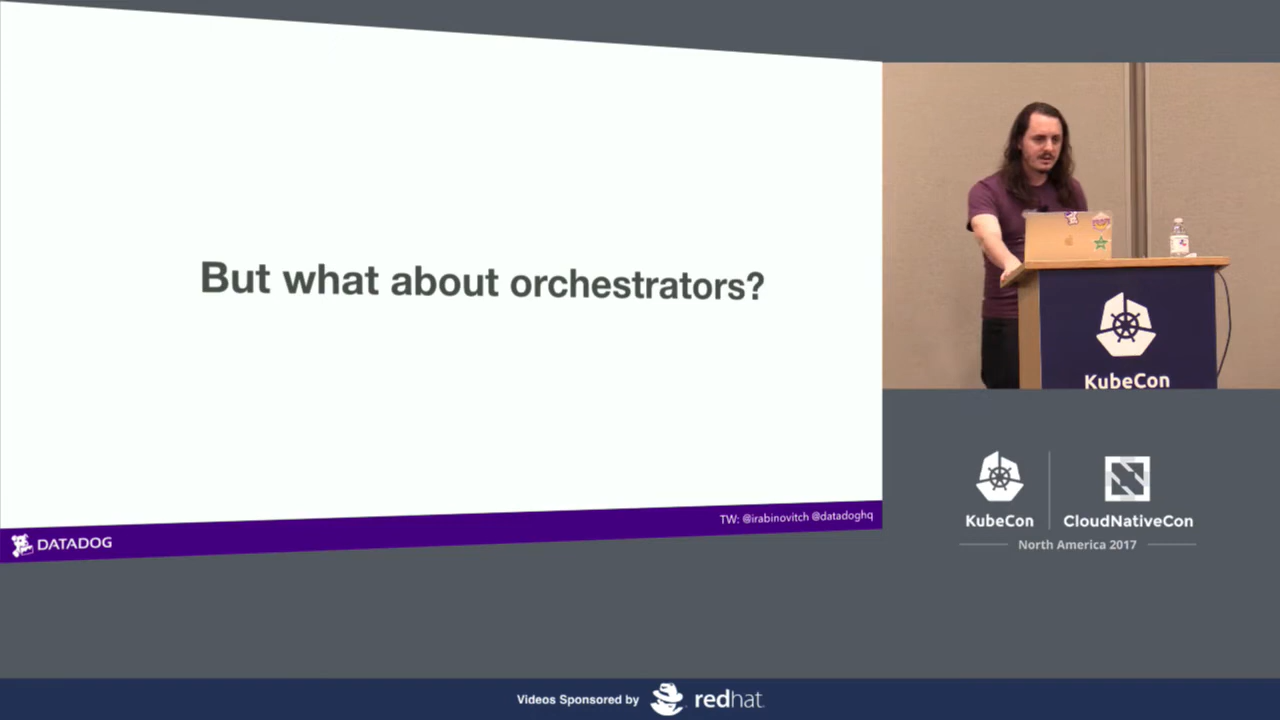 But what about orchestrators?
TW: @irabinovitch @datadoghq
DATADOG
KubeCon
KubeCon
CloudNativeCon
North America 2017
Videos Sponsored by
redhat